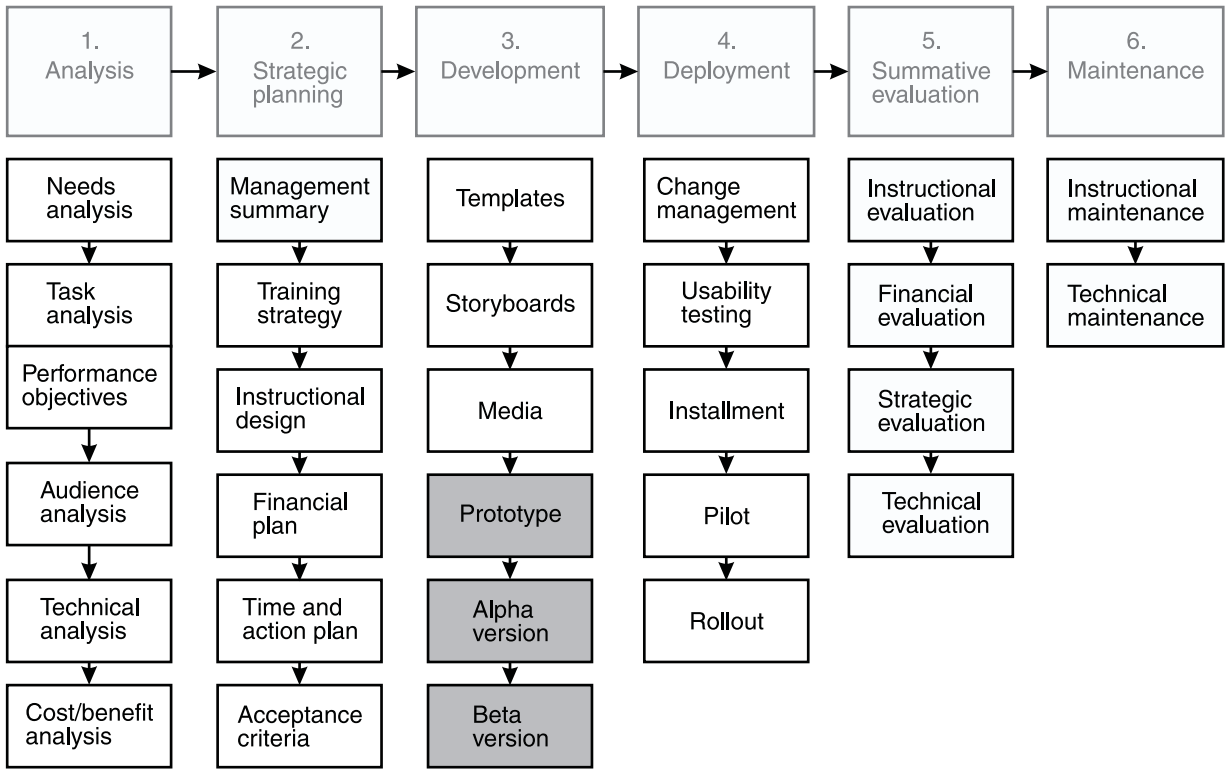 1.
Analysis
2.
Strategic
planning
3.
Development
4.
Deployment
5.
Summative
evaluation
6.
Maintenance
Needs
analysis
Task
analysis
Performance
objectives
Audience
analysis
Technical
analysis
Cost/benefit
analysis
Management
summary
Training
strategy
Instructional
design
Financial
plan
Time and
action plan
Acceptance
criteria
Templates
Storyboards
Media
Prototype
Alpha
version
Beta
version
Change
management
Usability
testing
Installment
Pilot
Rollout
Instructional
evaluation
Financial
evaluation
Strategic
evaluation
Technical
evaluation
Instructional
maintenance
Technical
maintenance